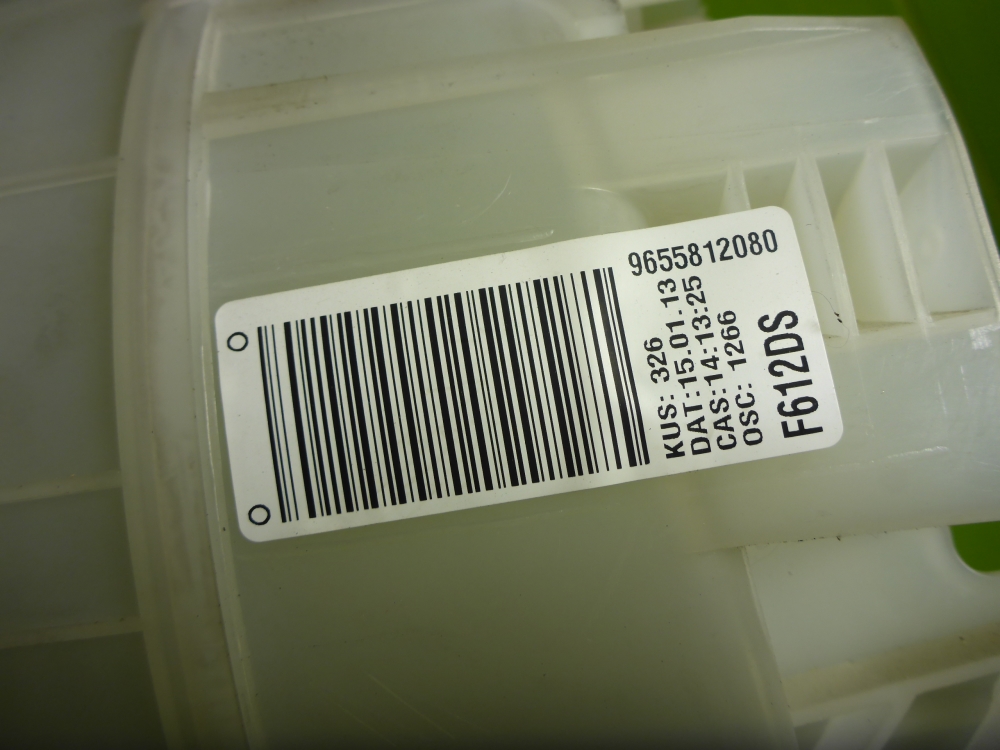 9655812080
KUS: 326
DAT:15.01.13
CAS:14:13:25
OSC: 1266
F612DS